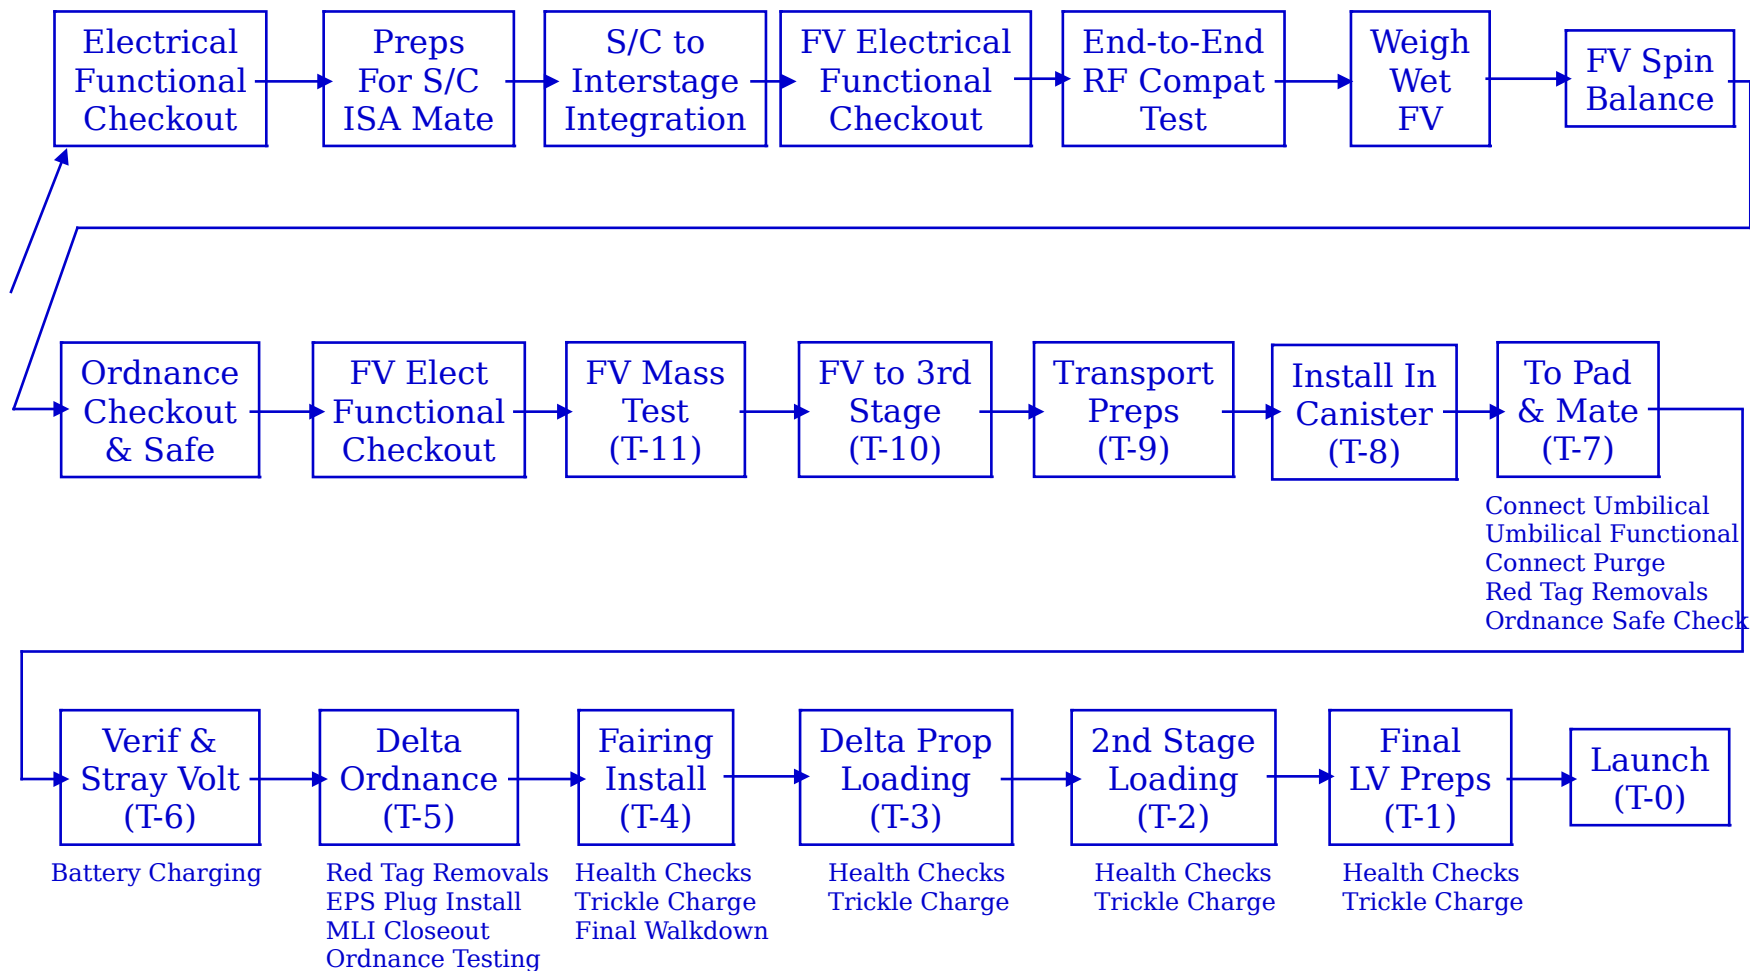 Electrical
Functional
Checkout
Preps
For S/C
ISA Mate
S/C to
Interstage
Integration
FV Electrical
Functional
Checkout
End-to-End
RF Compat
Test
Weigh
Wet
FV
FV Spin
Balance
Ordnance
Checkout
& Safe
FV Elect
Functional
Checkout
FV Mass
Test
(T-11)
FV to 3rd
Stage
(T-10)
Transport
Preps
(T-9)
Install In
Canister
(T-8)
To Pad
& Mate
(T-7)
Connect Umbilical
Umbilical Functional
Connect Purge
Red Tag Removals
Ordnance Safe Check
Verif &
Stray Volt
(T-6)
Battery Charging
Delta
Ordnance
(T-5)
Red Tag Removals
EPS Plug Install
MLI Closeout
Ordnance Testing
Fairing
Install
(T-4)
Health Checks
Trickle Charge
Final Walkdown
Delta Prop
Loading
(T-3)
Health Checks
Trickle Charge
2nd Stage
Loading
(T-2)
Health Checks
Trickle Charge
Final
LV Preps
(T-1)
Health Checks
Trickle Charge
Launch
(T-0)